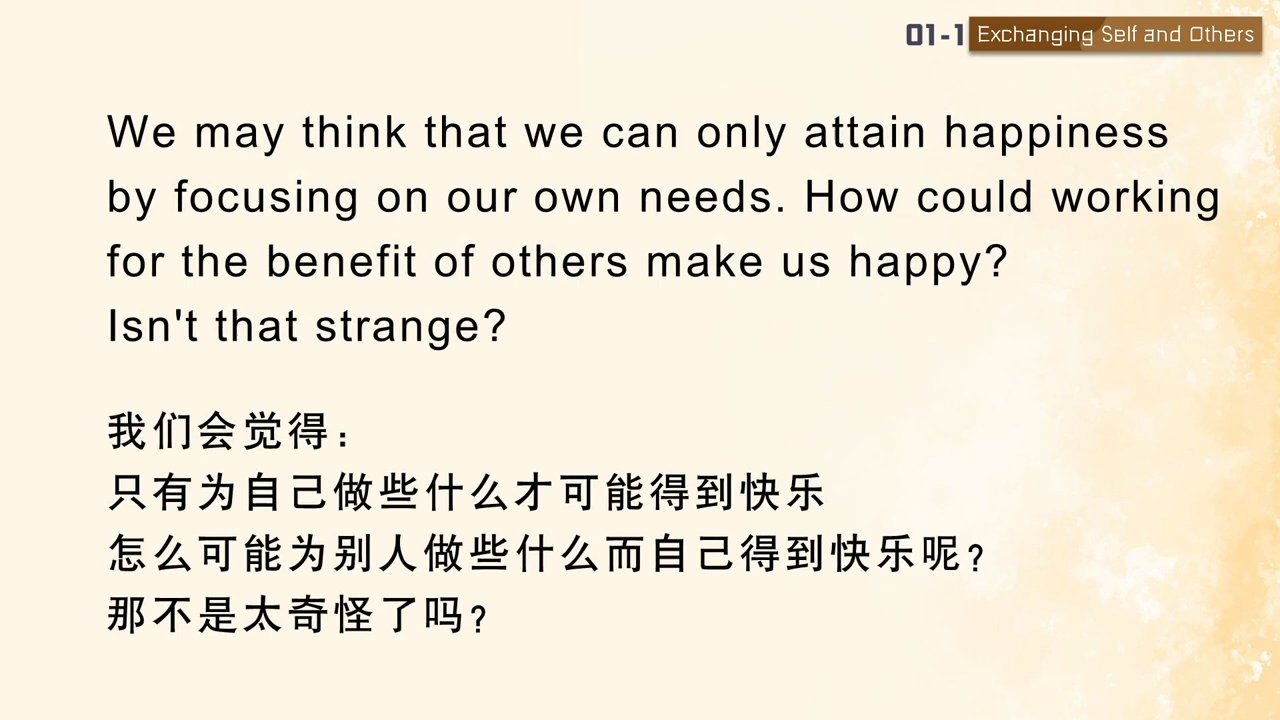 01-1 Exchanging Self and Others
We may think that we can only attain happiness
by focusing on our own needs. How could working
for the benefit of others make us happy?
Isn't that strange?
我们会觉得：
只有为自己做些什么才可能得到快乐
怎么可能为别人做些什么而自己得到快乐呢？
那不是太奇怪了吗？